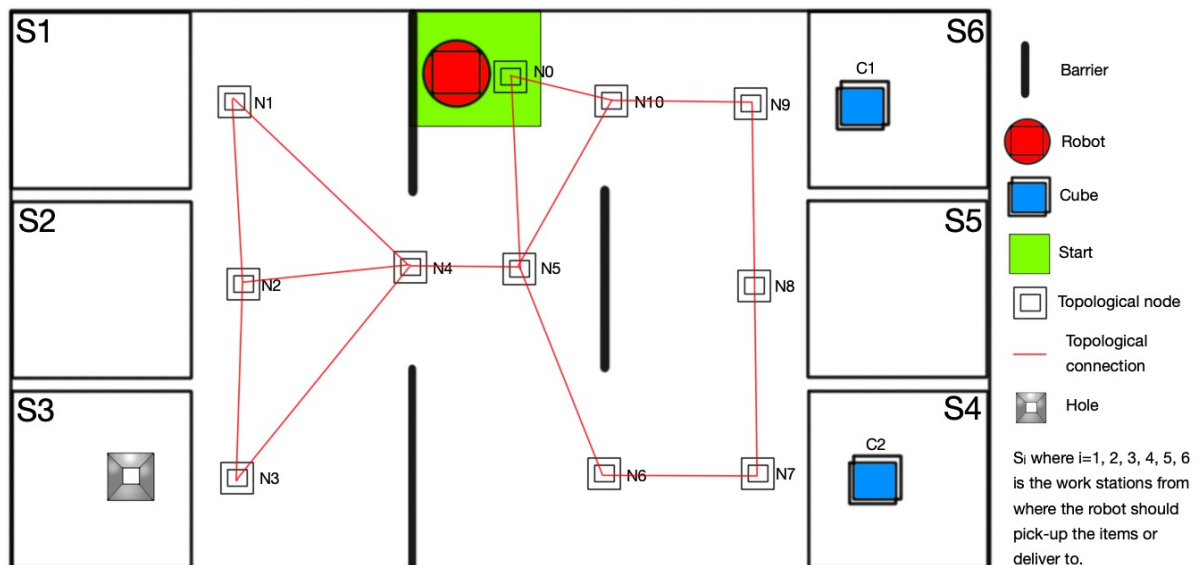 S1
S6
C1
N0
N1
N10
N9
S2
S5
N4
N5
N2
N8
S3
S4
C2
N3
N6
N7
Barrier
Robot
Cube
Start
Topological node
Topological
connection
Hole
Sᵢ where i=1, 2, 3, 4, 5, 6
is the work stations from
where the robot should
pick-up the items or
deliver to.